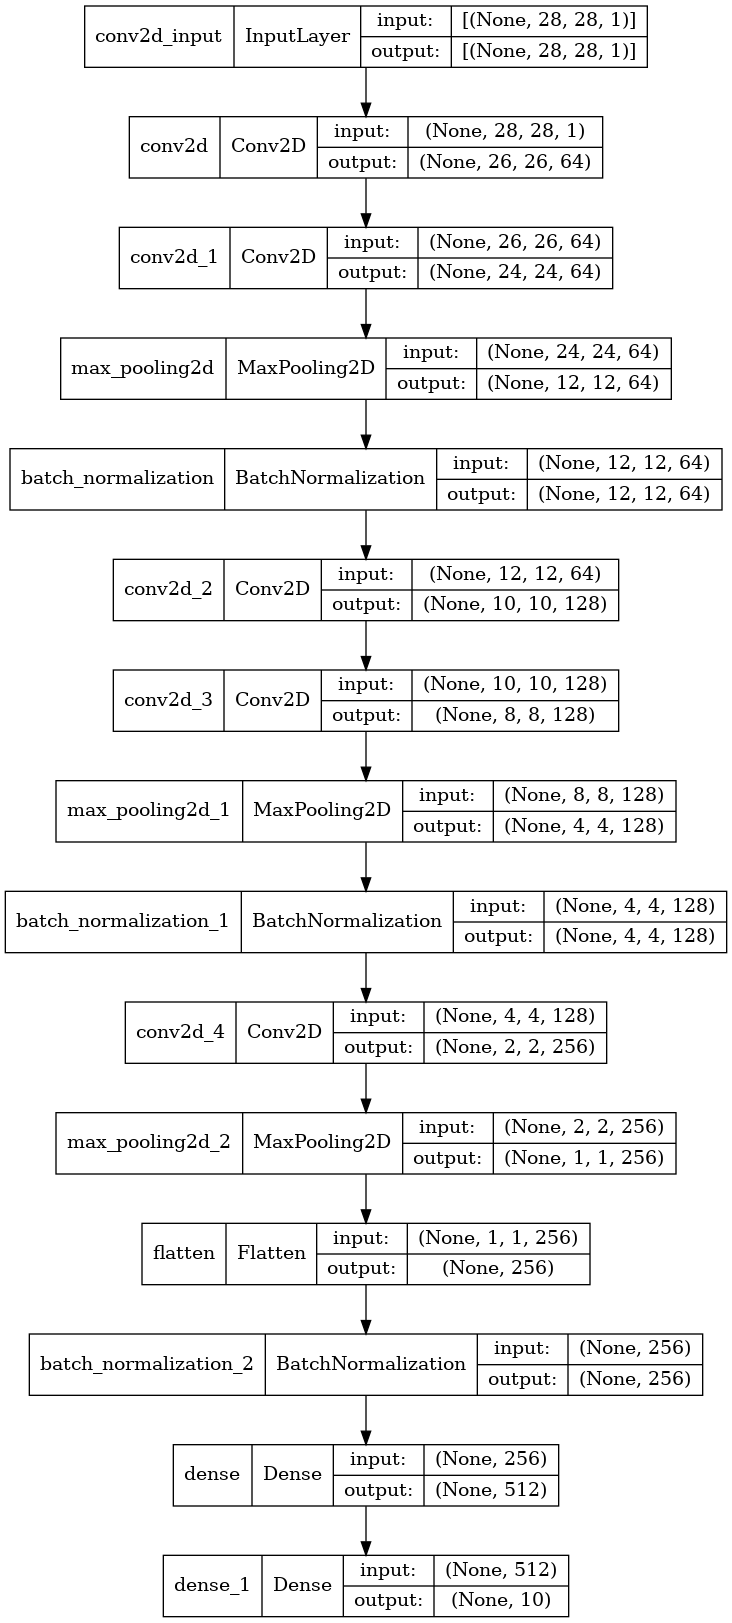 conv2d_input InputLayer input: [(None, 28, 28, 1)]
output: [(None, 28, 28, 1)]
conv2d Conv2D input: (None, 28, 28, 1)
output: (None, 26, 26, 64)
conv2d_1 Conv2D input: (None, 26, 26, 64)
output: (None, 24, 24, 64)
max_pooling2d MaxPooling2D input: (None, 24, 24, 64)
output: (None, 12, 12, 64)
batch_normalization BatchNormalization input: (None, 12, 12, 64)
output: (None, 12, 12, 64)
conv2d_2 Conv2D input: (None, 12, 12, 64)
output: (None, 10, 10, 128)
conv2d_3 Conv2D input: (None, 10, 10, 128)
output: (None, 8, 8, 128)
max_pooling2d_1 MaxPooling2D input: (None, 8, 8, 128)
output: (None, 4, 4, 128)
batch_normalization_1 BatchNormalization input: (None, 4, 4, 128)
output: (None, 4, 4, 128)
conv2d_4 Conv2D input: (None, 4, 4, 128)
output: (None, 2, 2, 256)
max_pooling2d_2 MaxPooling2D input: (None, 2, 2, 256)
output: (None, 1, 1, 256)
flatten Flatten input: (None, 1, 1, 256)
output: (None, 256)
batch_normalization_2 BatchNormalization input: (None, 256)
output: (None, 256)
dense Dense input: (None, 256)
output: (None, 512)
dense_1 Dense input: (None, 512)
output: (None, 10)